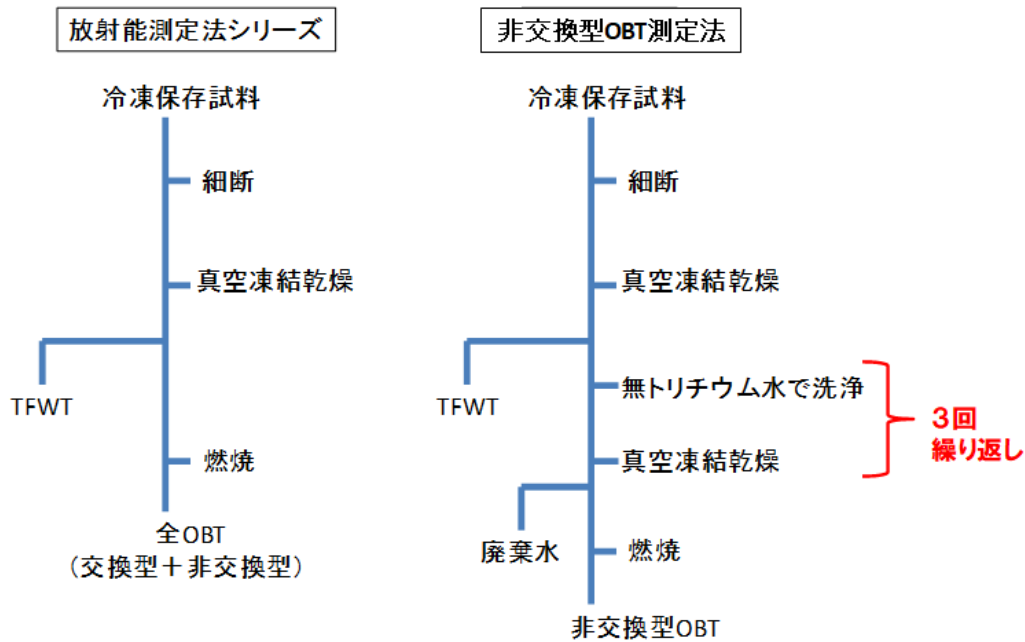 放射能測定法シリーズ
冷凍保存試料
細断
真空凍結乾燥
TFWT
燃焼
全OBT
(交換型＋非交換型)
非交換型OBT測定法
冷凍保存試料
細断
真空凍結乾燥
TFWT
無トリチウム水で洗浄
真空凍結乾燥
3回
繰り返し
廃棄水
燃焼
非交換型OBT